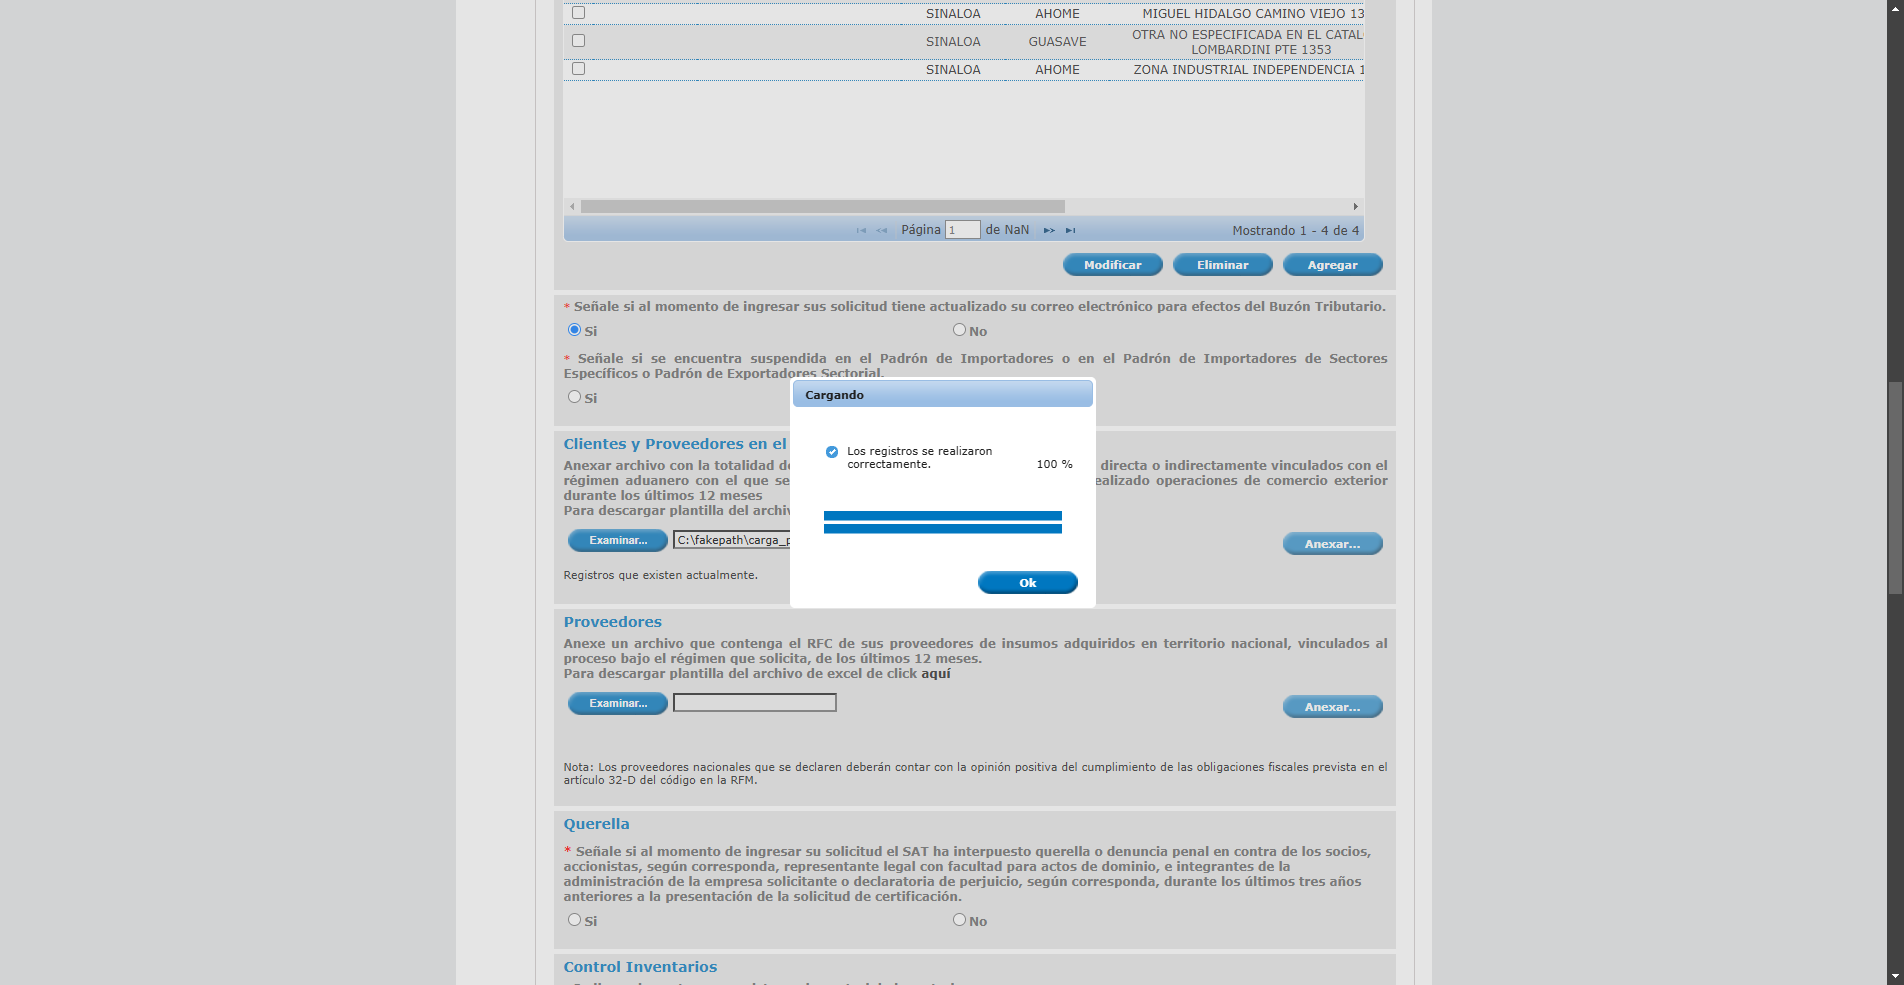 SINALOA AHOME MIGUEL HIDALGO CAMINO VIEJO 13
SINALOA GUASAVE OTRA NO ESPECIFICADA EN EL CATAL
LOMBARDINI PTE 1353
SINALOA AHOME ZONA INDUSTRIAL INDEPENDENCIA 1
Página 1 de NaN Mostrando 1 - 4 de 4
Modificar Eliminar Agregar
* Señale si al momento de ingresar sus solicitud tiene actualizado su correo electrónico para efectos del Buzón Tributario.
Si No
* Señale si se encuentra suspendida en el Padrón de Importadores o en el Padrón de Importadores de Sectores
Específicos o Padrón de Exportadores Sectorial.
Si
Cargando
Los registros se realizaron
correctamente. 100 %
Ok
Clientes y Proveedores en el
Anexar archivo con la totalidad de directa o indirectamente vinculados con el
régimen aduanero con el que se ealizado operaciones de comercio exterior
durante los últimos 12 meses
Para descargar plantilla del archiv
Examinar... C:\fakepath\carga_p Anexar...
Registros que existen actualmente.
Proveedores
Anexe un archivo que contenga el RFC de sus proveedores de insumos adquiridos en territorio nacional, vinculados al
proceso bajo el régimen que solicita, de los últimos 12 meses.
Para descargar plantilla del archivo de excel de click aquí
Examinar... Anexar...
Nota: Los proveedores nacionales que se declaren deberán contar con la opinión positiva del cumplimiento de las obligaciones fiscales prevista en el
artículo 32-D del código en la RFM.
Querella
* Señale si al momento de ingresar su solicitud el SAT ha interpuesto querella o denuncia penal en contra de los socios,
accionistas, según corresponda, representante legal con facultad para actos de dominio, e integrantes de la
administración de la empresa solicitante o declaratoria de perjuicio, según corresponda, durante los últimos tres años
anteriores a la presentación de la solicitud de certificación.
Si No
Control Inventarios